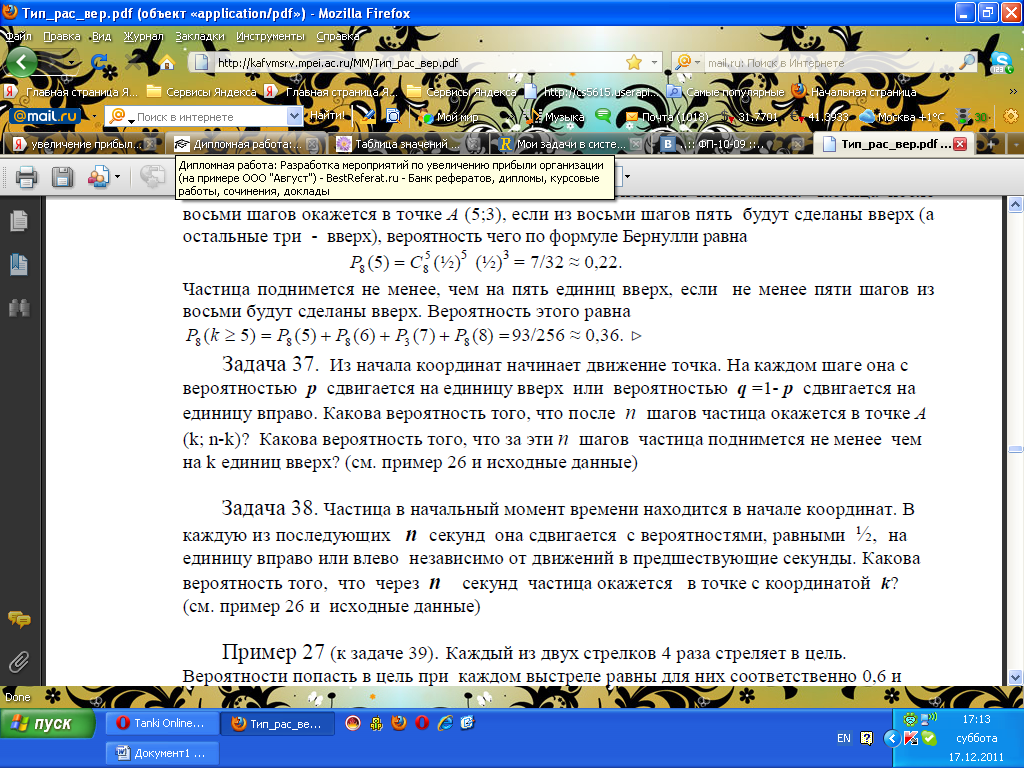 Тип_рас_вер.pdf (объект «application/pdf») - Mozilla Firefox
Файл Правка Вид Журнал Закладки Инструменты Справка
http://kafvmsrv.mpei.ac.ru/MM/Тип_рас_вер.pdf
mail.ru: Поиск в Интернете
Главная страница Я... Сервисы Яндекса Главная страница Я... Сервисы Яндекса http://cs5615.userapi... Самые популярные Начальная страница
@mail.ru Поиск в Интернете Найти! Мой мир Музыка Почта (1018) 31.7701 41.3933 Москва +1°C 30
увеличение прибыл... Дипломная работа:... Таблица значений ... Мои задачи в систе... ..:: ФП-10-09 ::.. Тип_рас_вер.pdf ...
Дипломная работа: Разработка мероприятий по увеличению прибыли организации
(на примере ООО "Август") - BestReferat.ru - Банк рефератов, дипломы, курсовые
работы, сочинения, доклады
восьми шагов окажется в точке A (5;3), если из восьми шагов пять будут сделаны вверх (а
остальные три - вверх), вероятность чего по формуле Бернулли равна
P₈(5) = C₈⁵ (½)⁵ (½)³ = 7/32 ≈ 0,22.
Частица поднимется не менее, чем на пять единиц вверх, если не менее пяти шагов из
восьми будут сделаны вверх. Вероятность этого равна
P₈(k ≥ 5) = P₈(5) + P₈(6) + P₃(7) + P₈(8) = 93/256 ≈ 0,36. ▷
Задача 37. Из начала координат начинает движение точка. На каждом шаге она с
вероятностью p сдвигается на единицу вверх или вероятностью q =1- p сдвигается на
единицу вправо. Какова вероятность того, что после n шагов частица окажется в точке A
(k; n-k)? Какова вероятность того, что за эти n шагов частица поднимется не менее чем
на k единиц вверх? (см. пример 26 и исходные данные)
Задача 38. Частица в начальный момент времени находится в начале координат. В
каждую из последующих n секунд она сдвигается с вероятностями, равными ½, на
единицу вправо или влево независимо от движений в предшествующие секунды. Какова
вероятность того, что через n секунд частица окажется в точке с координатой k?
(см. пример 26 и исходные данные)
Пример 27 (к задаче 39). Каждый из двух стрелков 4 раза стреляет в цель.
Вероятности попасть в цель при каждом выстреле равны для них соответственно 0,6 и
Done
пуск Tanki Online... Тип_рас_ве...
Документ1 ...
EN
17:13
суббота
17.12.2011